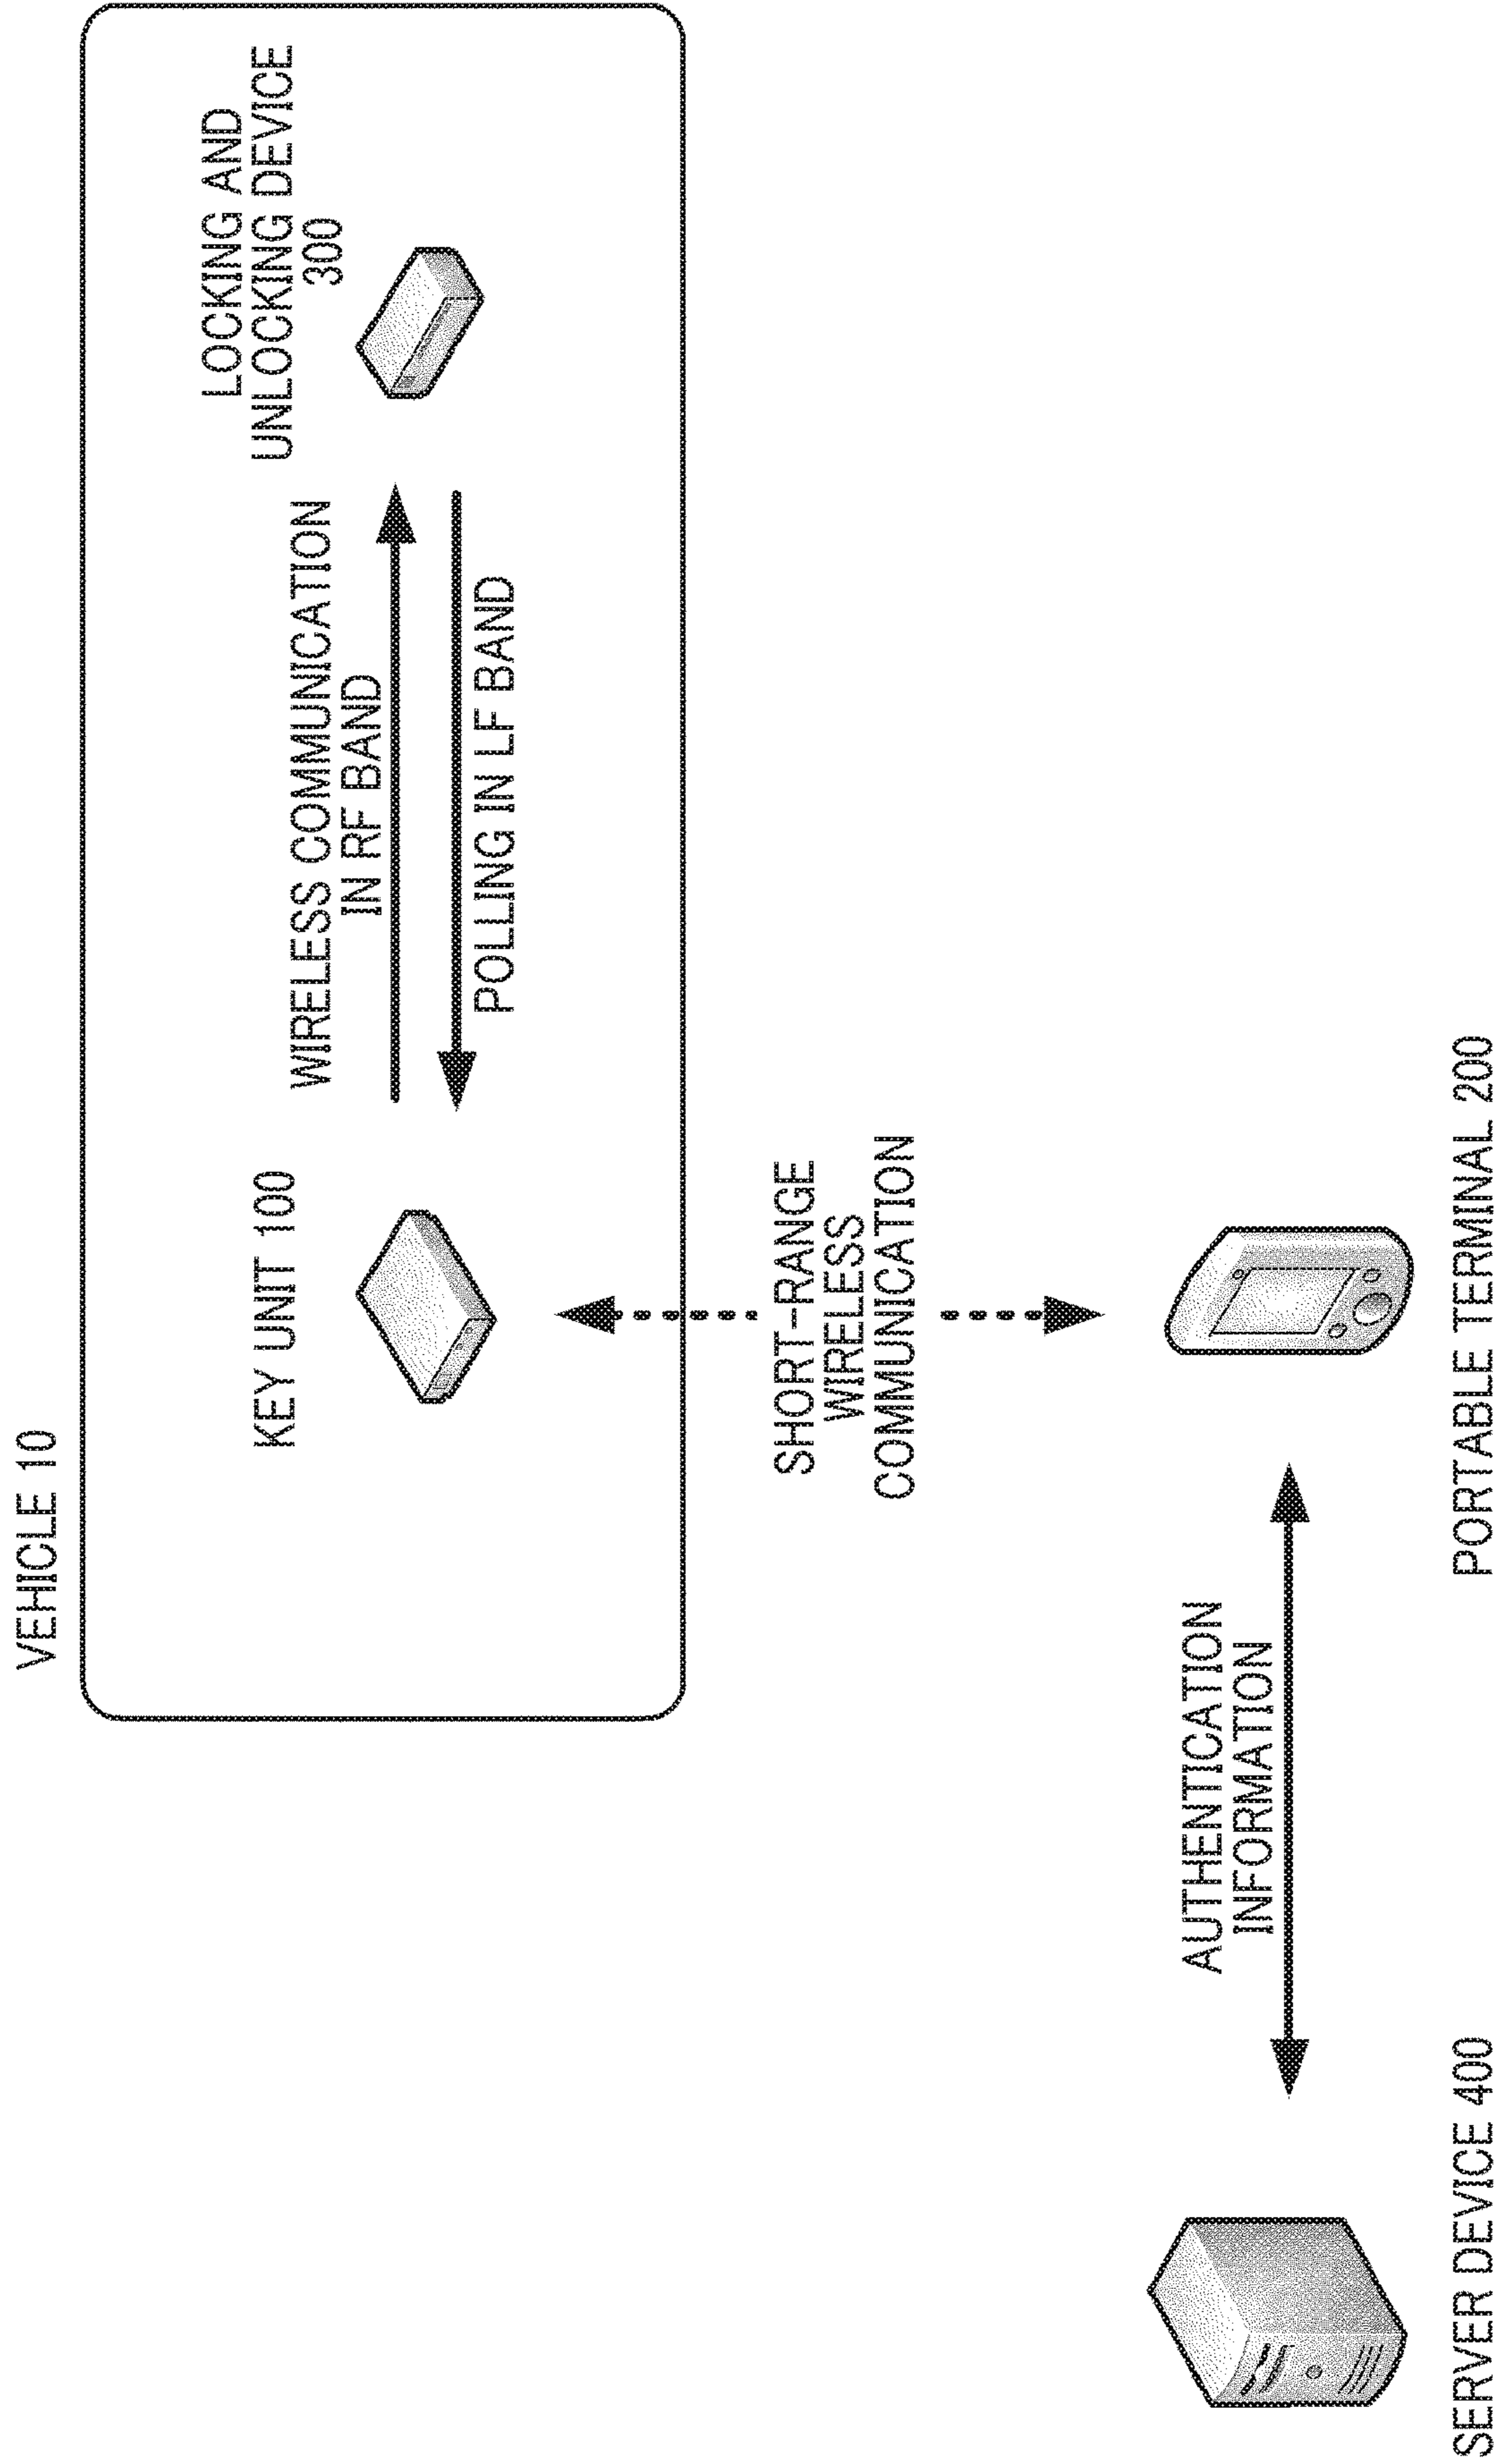 VEHICLE 10
KEY UNIT 100
LOCKING AND
UNLOCKING DEVICE
300
WIRELESS COMMUNICATION
IN RF BAND
POLLING IN LF BAND
SHORT-RANGE
WIRELESS
COMMUNICATION
AUTHENTICATION
INFORMATION
SERVER DEVICE 400
PORTABLE TERMINAL 200